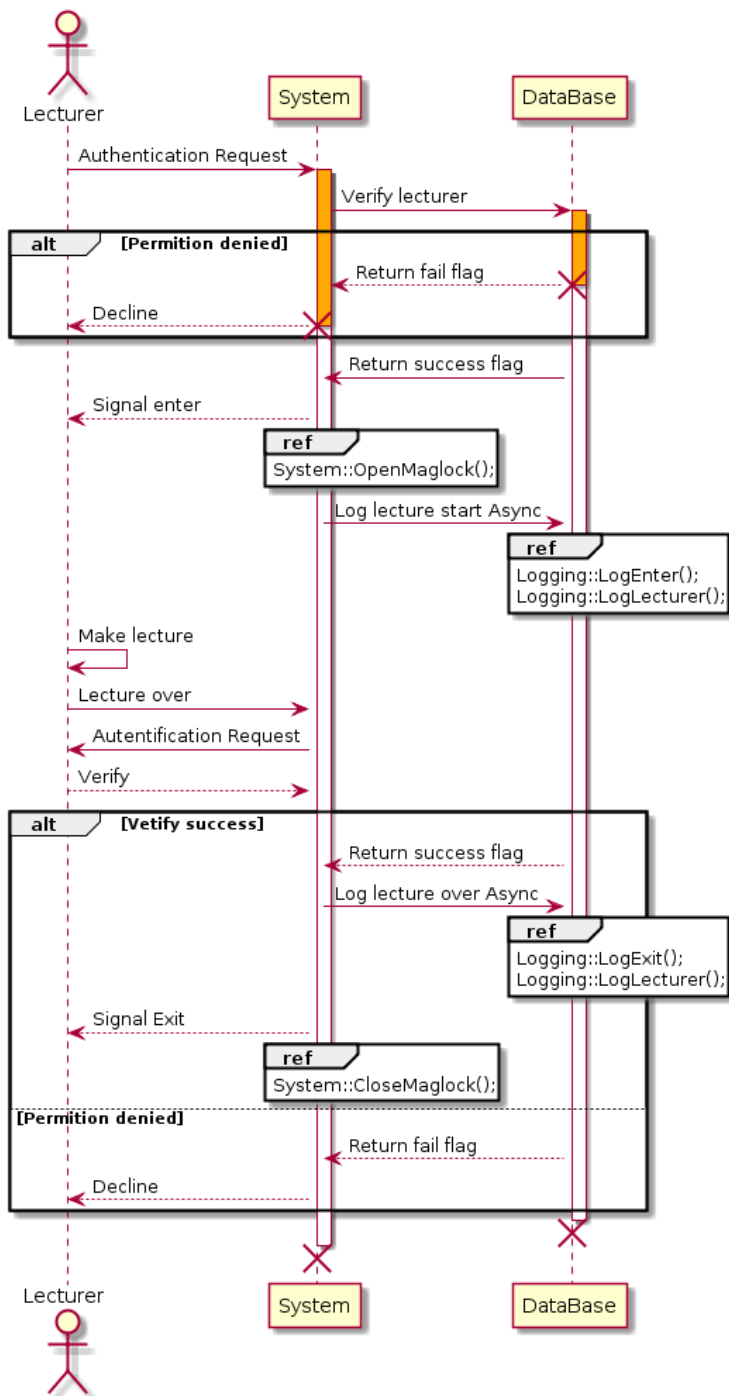 Lecturer
System
DataBase
Authentication Request
Verify lecturer
alt
[Permition denied]
Return fail flag
Decline
Return success flag
Signal enter
ref
System::OpenMaglock();
Log lecture start Async
ref
Logging::LogEnter();
Logging::LogLecturer();
Make lecture
Lecture over
Autentification Request
Verify
alt
[Vetify success]
Return success flag
Log lecture over Async
ref
Logging::LogExit();
Logging::LogLecturer();
Signal Exit
ref
System::CloseMaglock();
[Permition denied]
Return fail flag
Decline
Lecturer
System
DataBase